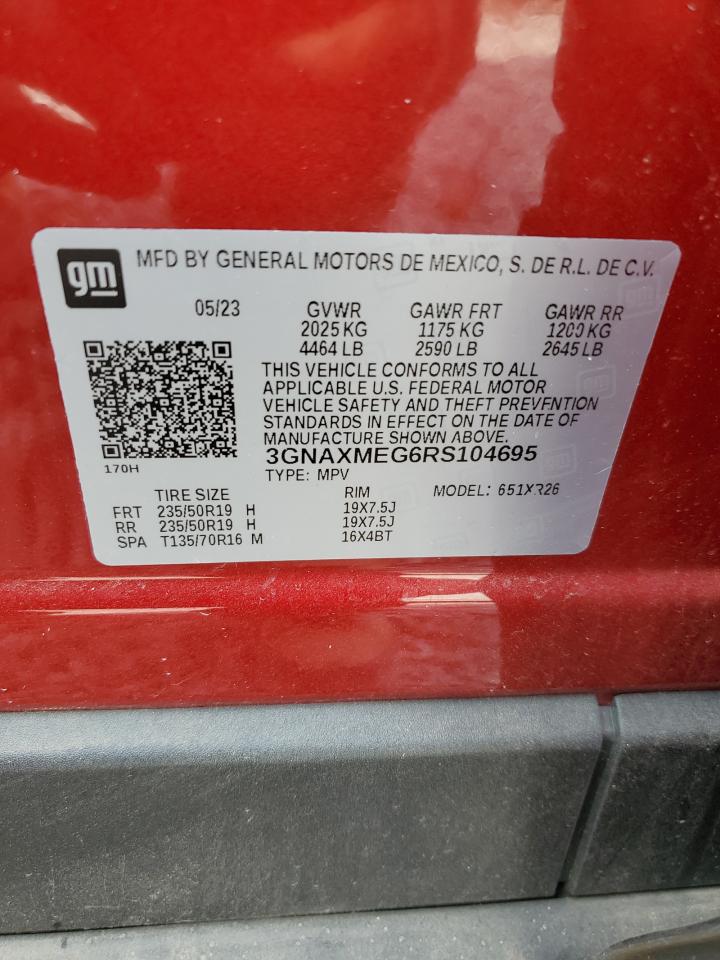 gm
MFD BY GENERAL MOTORS DE MEXICO, S. DE R.L. DE C.V.
05/23 GVWR GAWR FRT GAWR RR
2025 KG 1175 KG 1200 KG
4464 LB 2590 LB 2645 LB
THIS VEHICLE CONFORMS TO ALL
APPLICABLE U.S. FEDERAL MOTOR
VEHICLE SAFETY AND THEFT PREVENTION
STANDARDS IN EFFECT ON THE DATE OF
MANUFACTURE SHOWN ABOVE.
3GNAXMEG6RS104695
170H
TYPE: MPV
TIRE SIZE RIM MODEL: 651XR26
FRT 235/50R19 H 19X7.5J
RR 235/50R19 H 19X7.5J
SPA T135/70R16 M 16X4BT